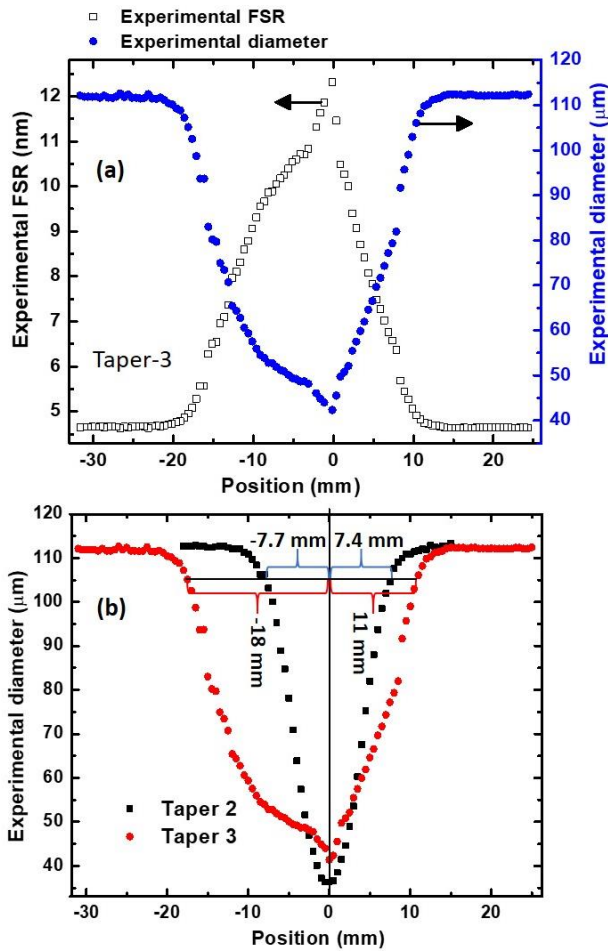 Experimental FSR
Experimental diameter
Experimental FSR (nm)
12
11
10
9
8
7
6
5
(a)
Taper-3
120
110
100
90
80
70
60
50
40
Experimental diameter (μm)
-30 -20 -10 0 10 20
Position (mm)
Experimental diameter (μm)
120
110
100
90
80
70
60
50
40
(b)
-7.7 mm 7.4 mm
-18 mm
11 mm
Taper 2
Taper 3
-30 -20 -10 0 10 20
Position (mm)